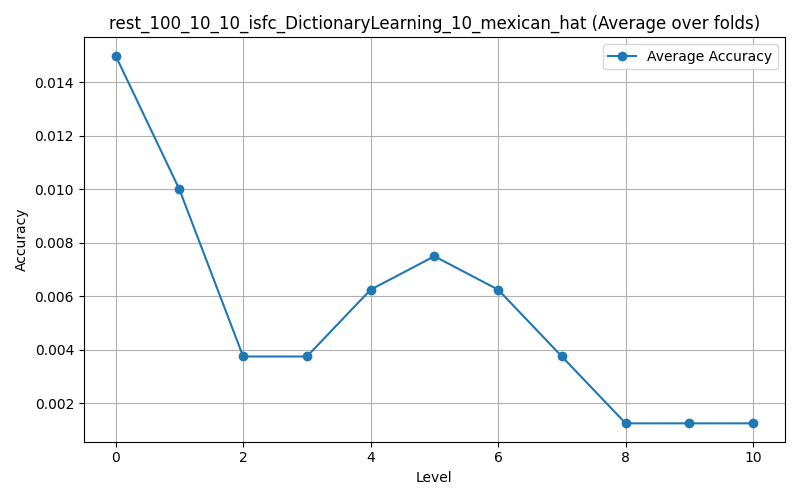 rest_100_10_10_isfc_DictionaryLearning_10_mexican_hat (Average over folds)
Average Accuracy
0.014
0.012
0.010
0.008
0.006
0.004
0.002
Accuracy
0 2 4 6 8 10
Level